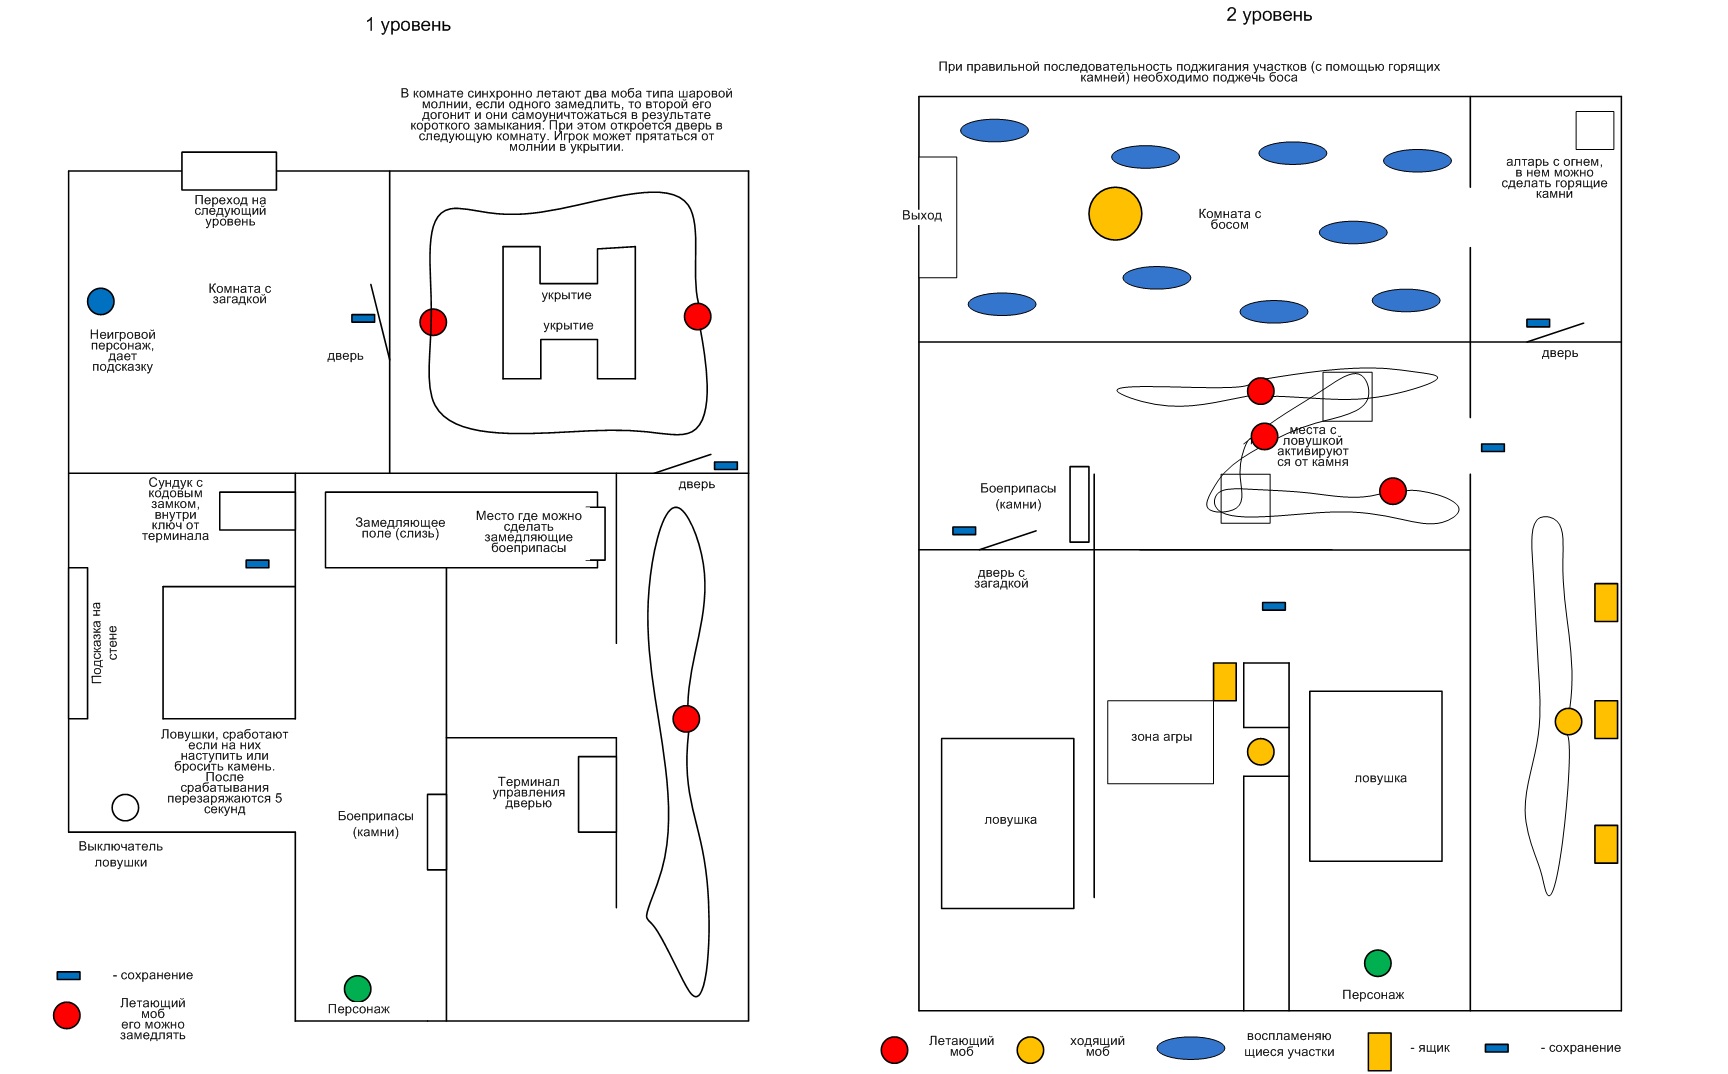 1 уровень
В комнате синхронно летают два моба типа шаровой
молнии, если одного замедлить, то второй его
догонит и они самоуничтожаться в результате
короткого замыкания. При этом откроется дверь в
следующую комнату. Игрок может прятаться от
молнии в укрытии.
Переход на
следующий
уровень
Комната с
загадкой
Неигровой
персонаж,
дает
подсказку
дверь
укрытие
укрытие
дверь
Сундук с
кодовым
замком,
внутри
ключ от
терминала
Замедляющее
поле (слизь)
Место где можно
сделать
замедляющие
боеприпасы
Подсказка на
стене
Ловушки, сработают
если на них
наступить или
бросить камень.
После
срабатывания
перезаряжаются 5
секунд
Выключатель
ловушки
Боеприпасы
(камни)
Терминал
управления
дверью
Персонаж
- сохранение
Летающий
моб
его можно
замедлять
2 уровень
При правильной последовательность поджигания участков (с помощью горящих
камней) необходимо поджечь боса
Выход
Комната с
босом
алтарь с огнем,
в нем можно
сделать горящие
камни
дверь
места с
ловушкой
активируют
ся от камня
Боеприпасы
(камни)
дверь с
загадкой
зона агры
ловушка
ловушка
Персонаж
Летающий
моб
ходящий
моб
воспламеняю
щиеся участки
- ящик
- сохранение